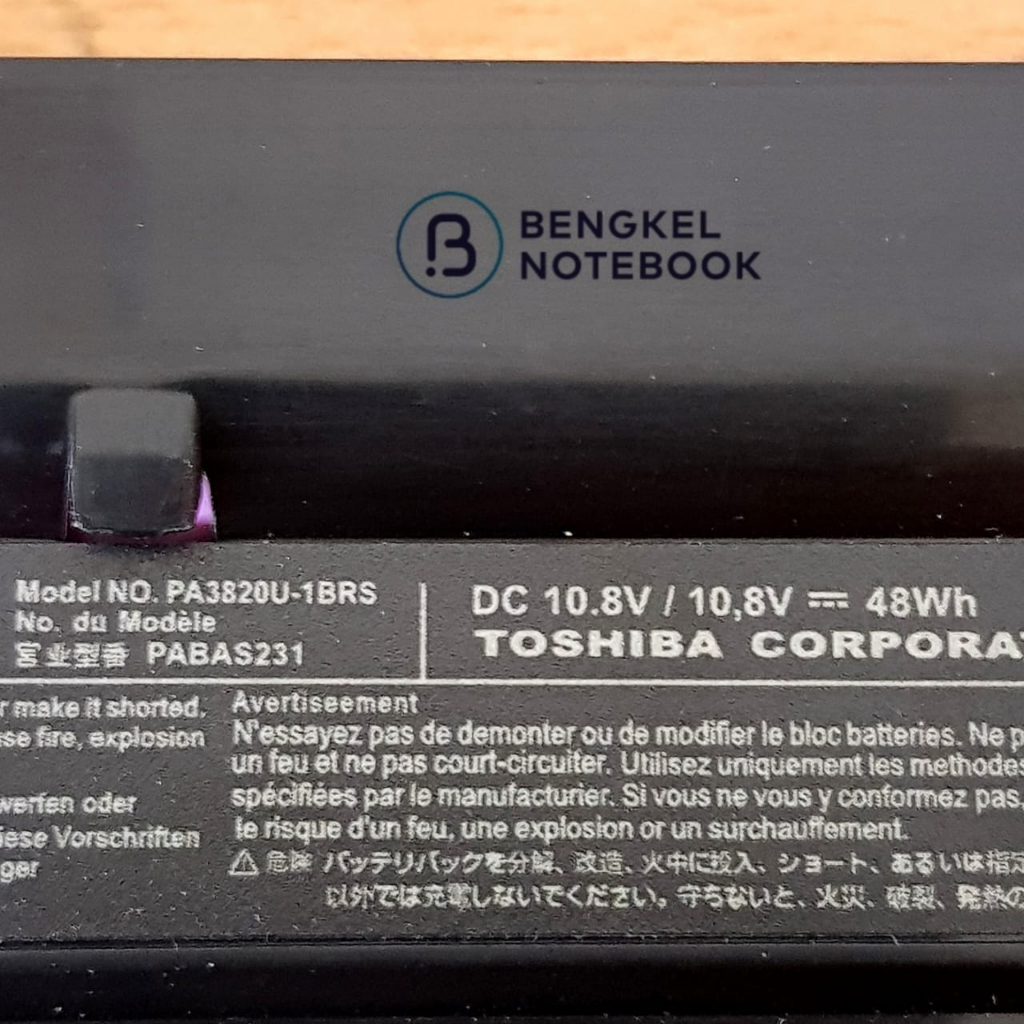 BENGKEL
NOTEBOOK
Model NO. PA3820U-1BRS
No. du Modèle
型番 PABAS231
DC 10.8V / 10,8V ⎓ 48Wh
TOSHIBA CORPORA
r make it shorted.
se fire, explosion
werfen oder
iese Vorschriften
ger
Avertiseement
N'essayez pas de demonter ou de modifier le bloc batteries. Ne p
un feu et ne pas court-circuiter. Utilisez uniquement les methodes
spécifiées par le manufacturier. Si vous ne vous y conformez pas.
le risque d'un feu, une explosion or un surchauffement.
⚠ 危険 バッテリパックを分解、改造、火中に投入、ショート、あるいは指定
以外では充電しないでください。守らないと、火災、破裂、発熱の